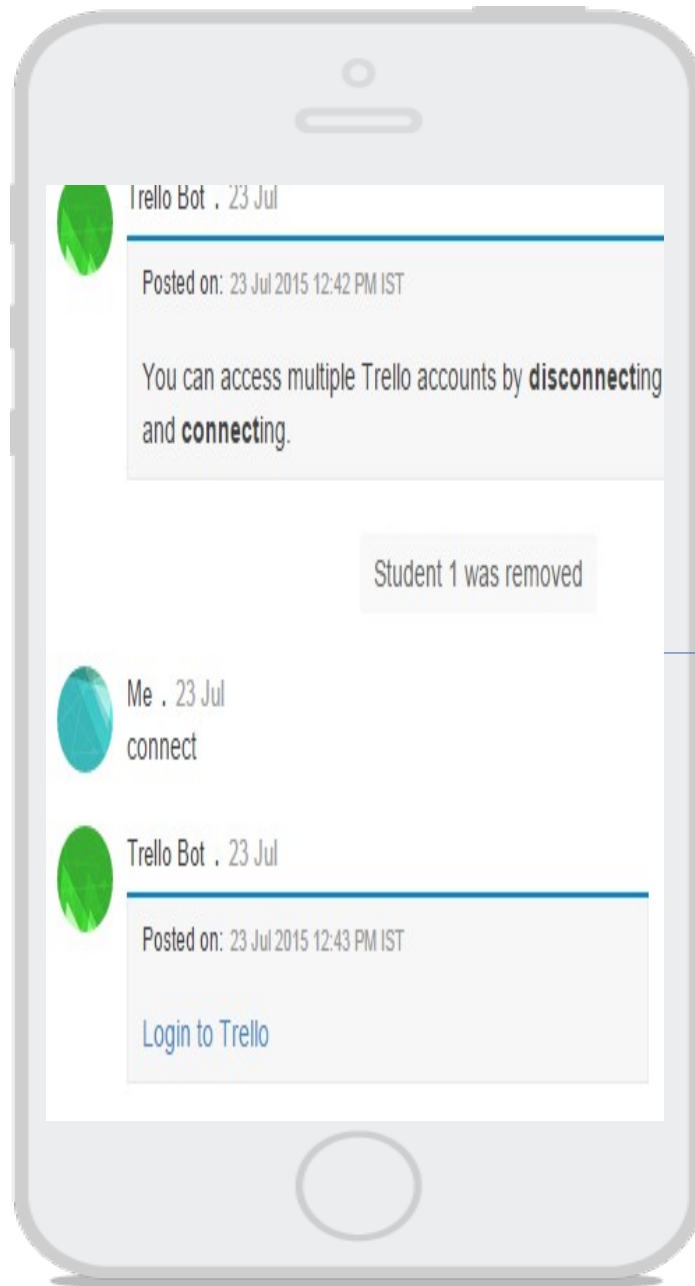 Trello Bot . 23 Jul
Posted on: 23 Jul 2015 12:42 PM IST
You can access multiple Trello accounts by disconnecting
and connecting.
Student 1 was removed
Me . 23 Jul
connect
Trello Bot . 23 Jul
Posted on: 23 Jul 2015 12:43 PM IST
Login to Trello